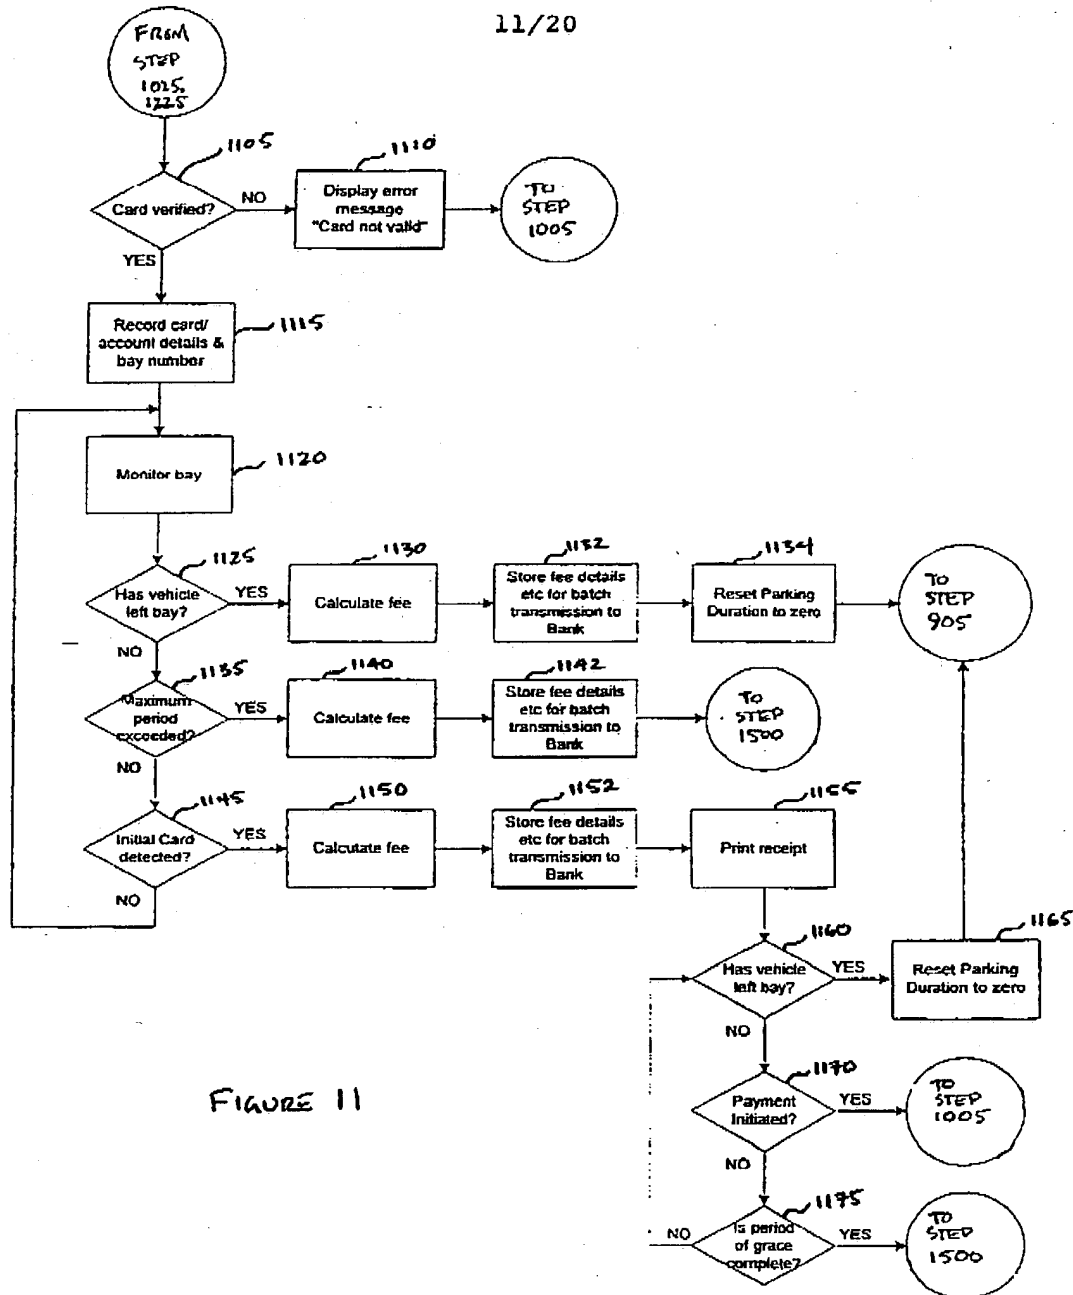 11/20
FROM
STEP
1025,
1225
1105
Card verified?
NO
1110
Display error
message
"Card not valid"
TO
STEP
1005
YES
Record card/
account details &
bay number
1115
Monitor bay
1120
1125
Has vehicle
left bay?
YES
1130
Calculate fee
1132
Store fee details
etc for batch
transmission to
Bank
1134
Reset Parking
Duration to zero
TO
STEP
905
NO
1135
Maximum
period
exceeded?
YES
1140
Calculate fee
1142
Store fee details
etc for batch
transmission to
Bank
TO
STEP
1500
NO
1145
Initial Card
detected?
YES
1150
Calculate fee
1152
Store fee details
etc for batch
transmission to
Bank
1155
Print receipt
NO
1160
Has vehicle
left bay?
YES
1165
Reset Parking
Duration to zero
NO
1170
Payment
Initiated?
YES
TO
STEP
1005
NO
1175
Is period
of grace
complete?
NO
YES
TO
STEP
1500
FIGURE 11